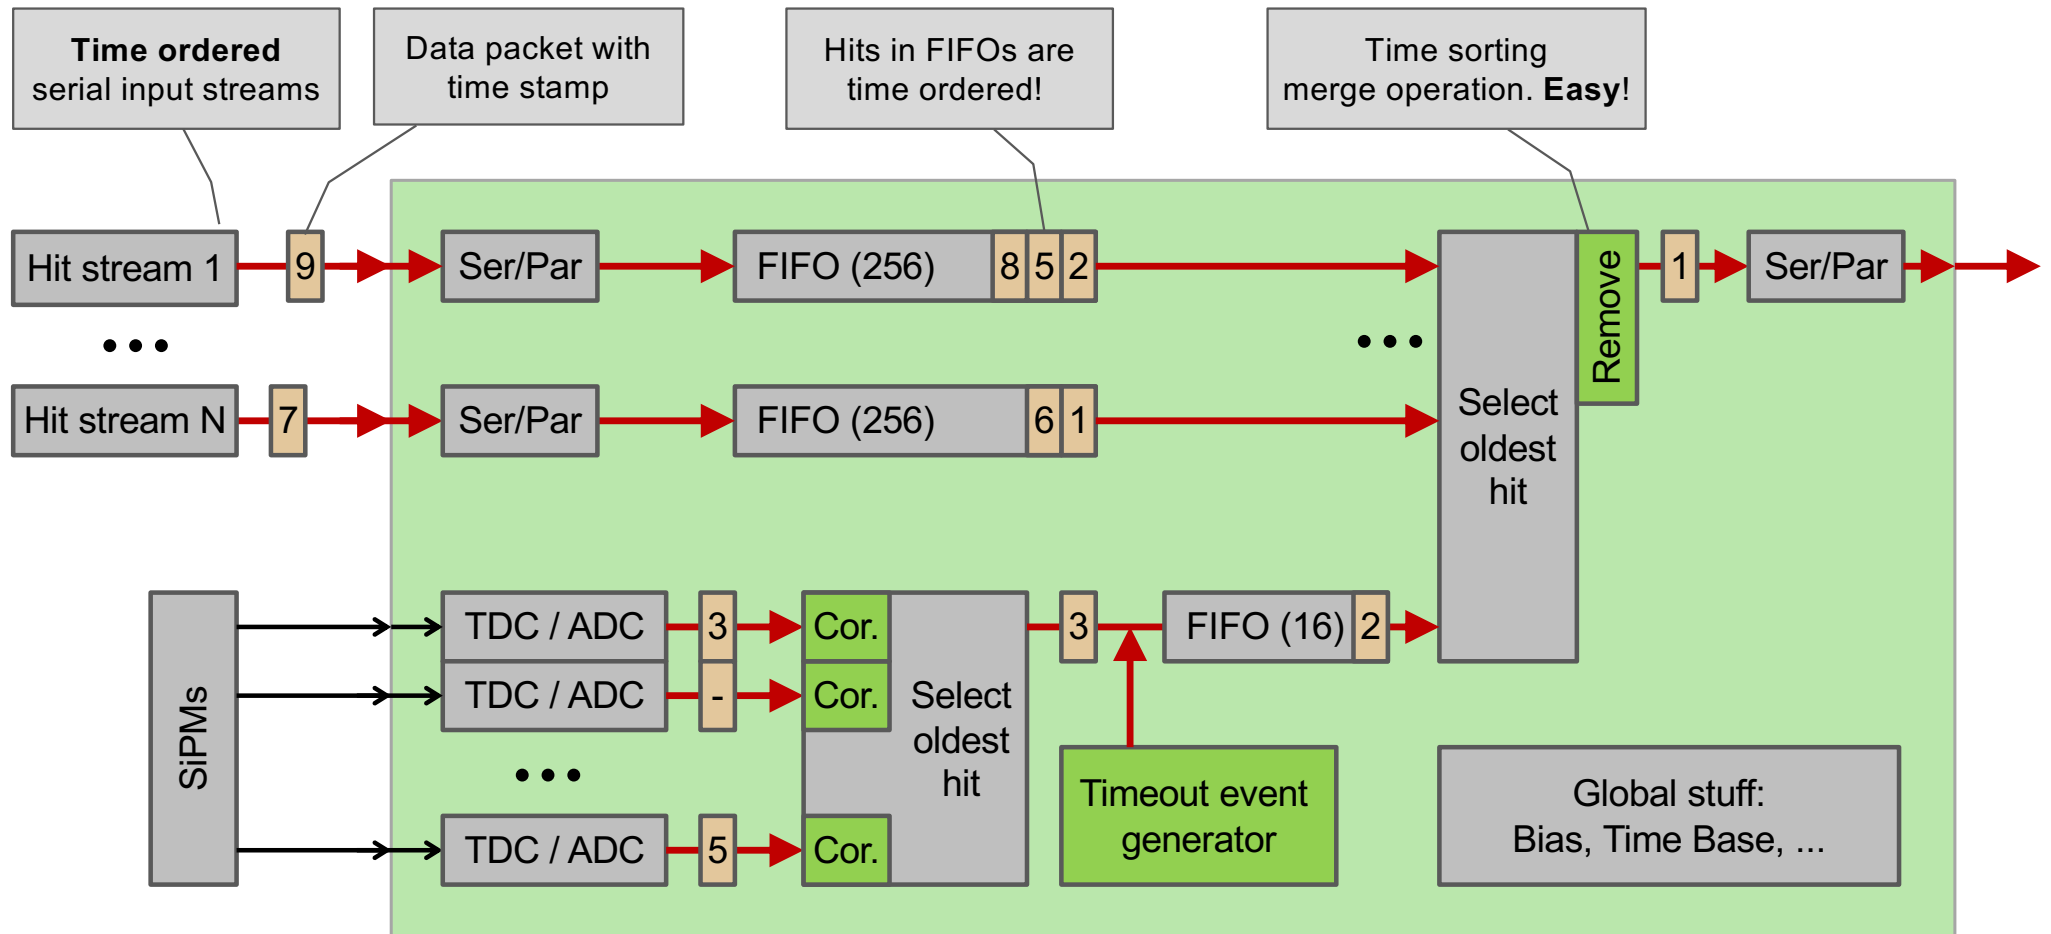 Time ordered
serial input streams
Data packet with
time stamp
Hits in FIFOs are
time ordered!
Time sorting
merge operation. Easy!
Hit stream 1
9
Ser/Par
FIFO (256)
8 5 2
Remove
1
Ser/Par
...
...
Hit stream N
7
Ser/Par
FIFO (256)
6 1
Select
oldest
hit
SiPMs
TDC / ADC
3
Cor.
3
FIFO (16)
2
TDC / ADC
-
Cor.
Select
oldest
hit
...
TDC / ADC
5
Cor.
Timeout event
generator
Global stuff:
Bias, Time Base, ...